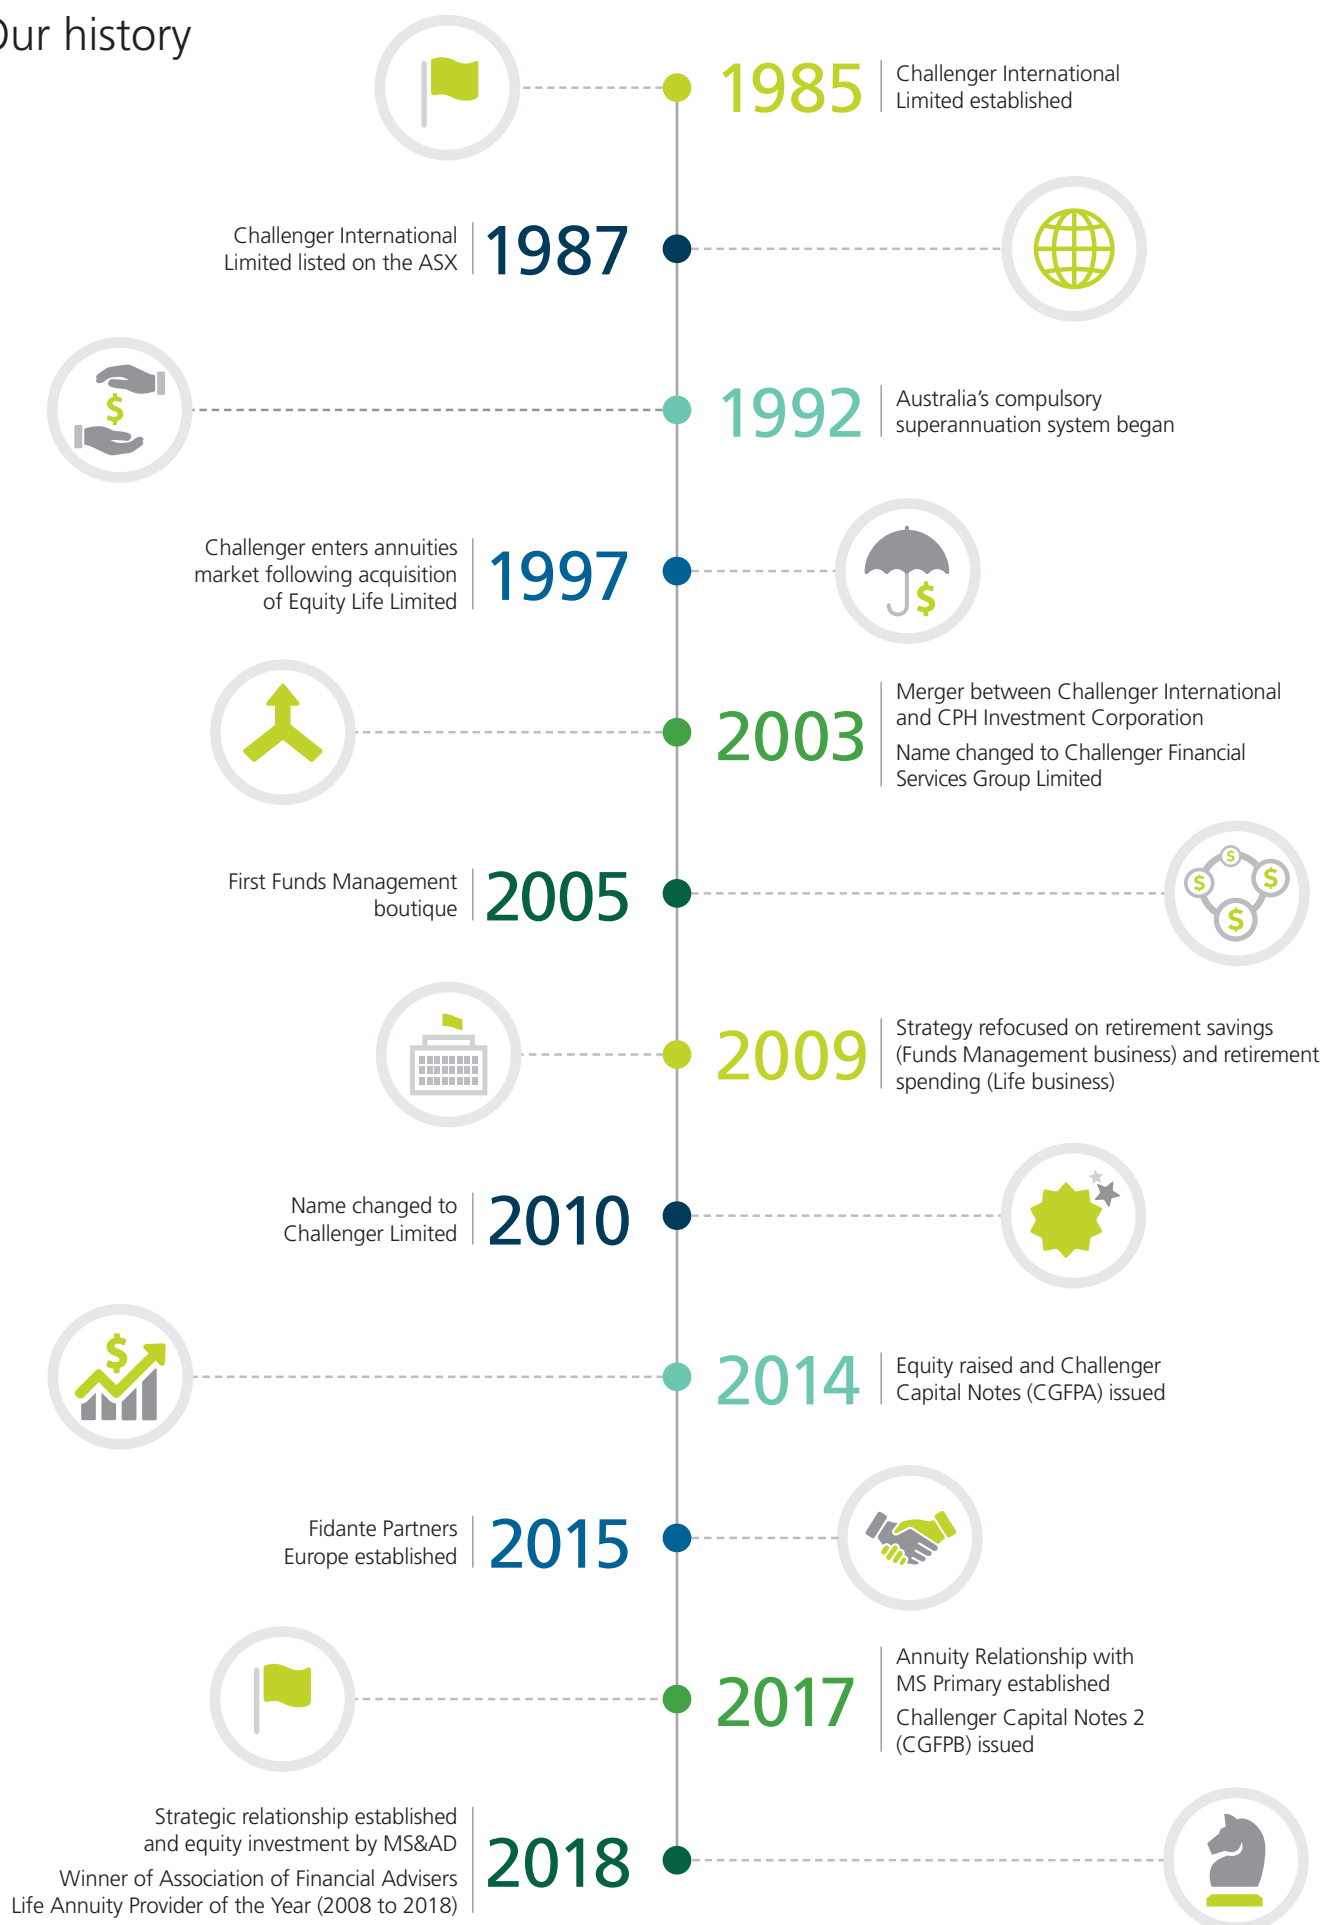 Our history
1985
Challenger International
Limited established
Challenger International
Limited listed on the ASX
1987
$
1992
Australia’s compulsory
superannuation system began
Challenger enters annuities
market following acquisition
of Equity Life Limited
1997
$
2003
Merger between Challenger International
and CPH Investment Corporation
Name changed to Challenger Financial
Services Group Limited
First Funds Management
boutique
2005
$
$
$
$
2009
Strategy refocused on retirement savings
(Funds Management business) and retirement
spending (Life business)
Name changed to
Challenger Limited
2010
$
2014
Equity raised and Challenger
Capital Notes (CGFPA) issued
Fidante Partners
Europe established
2015
2017
Annuity Relationship with
MS Primary established
Challenger Capital Notes 2
(CGFPB) issued
Strategic relationship established
and equity investment by MS&AD
Winner of Association of Financial Advisers
Life Annuity Provider of the Year (2008 to 2018)
2018